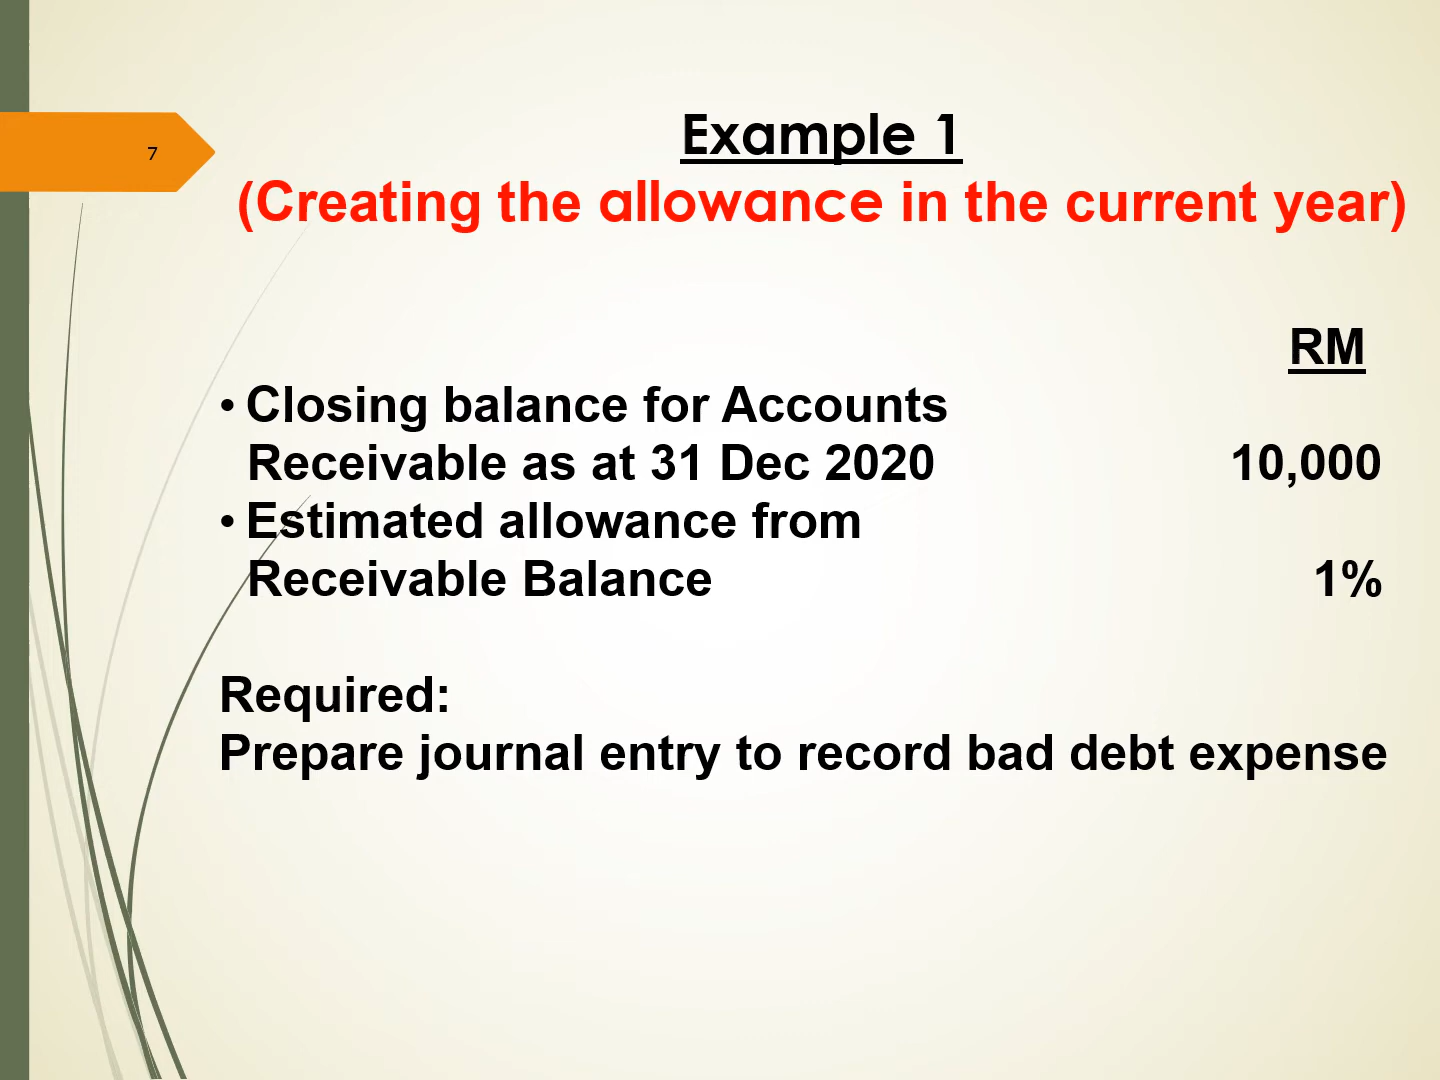 7
Example 1
(Creating the allowance in the current year)
RM
• Closing balance for Accounts
Receivable as at 31 Dec 2020 10,000
• Estimated allowance from
Receivable Balance 1%
Required:
Prepare journal entry to record bad debt expense